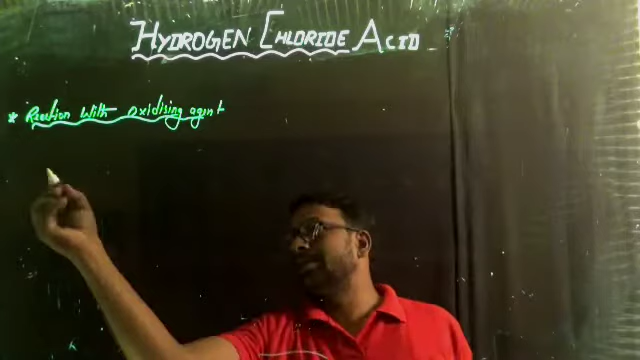 HYDROGEN CHLORIDE ACID
* Reaction with oxidising agent